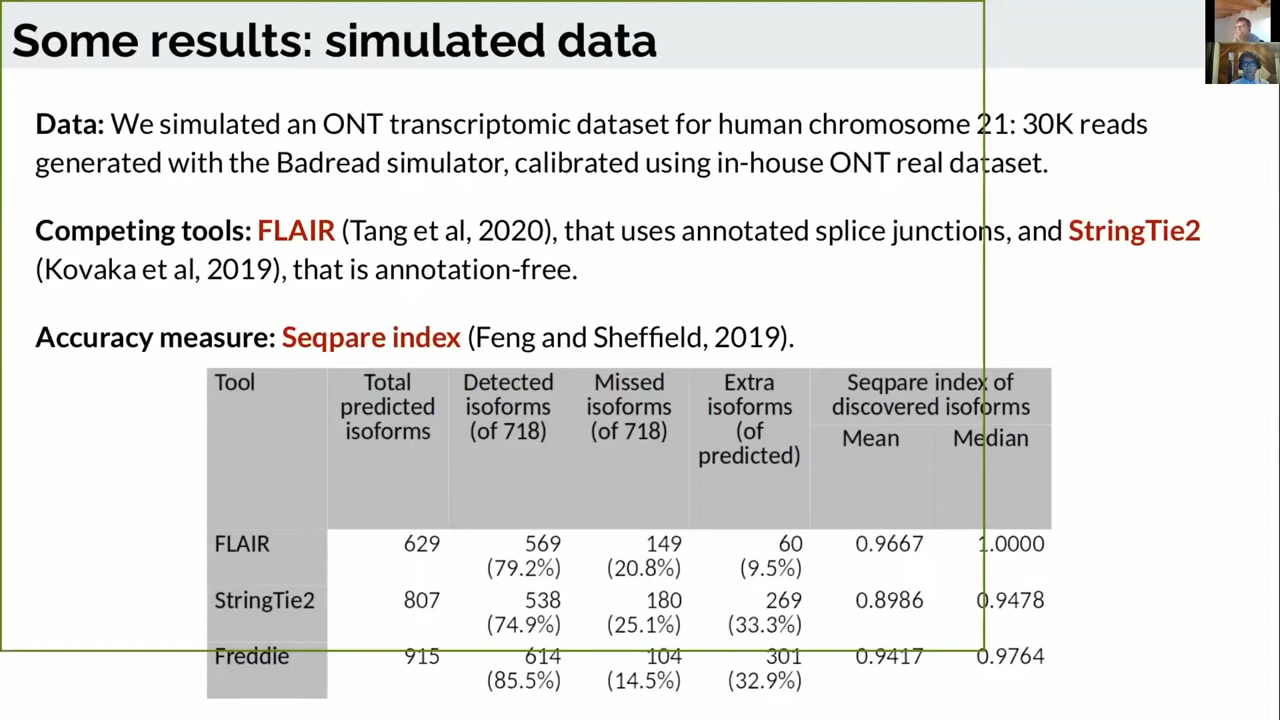 Some results: simulated data
Data: We simulated an ONT transcriptomic dataset for human chromosome 21: 30K reads
generated with the Badread simulator, calibrated using in-house ONT real dataset.
Competing tools: FLAIR (Tang et al, 2020), that uses annotated splice junctions, and StringTie2
(Kovaka et al, 2019), that is annotation-free.
Accuracy measure: Seqpare index (Feng and Sheffield, 2019).
Tool Total Detected Missed Extra Seqpare index of
predicted isoforms isoforms isoforms discovered isoforms
isoforms (of 718) (of 718) (of Mean Median
predicted)
FLAIR 629 569 149 60 0.9667 1.0000
(79.2%) (20.8%) (9.5%)
StringTie2 807 538 180 269 0.8986 0.9478
(74.9%) (25.1%) (33.3%)
Freddie 915 614 104 301 0.9417 0.9764
(85.5%) (14.5%) (32.9%)